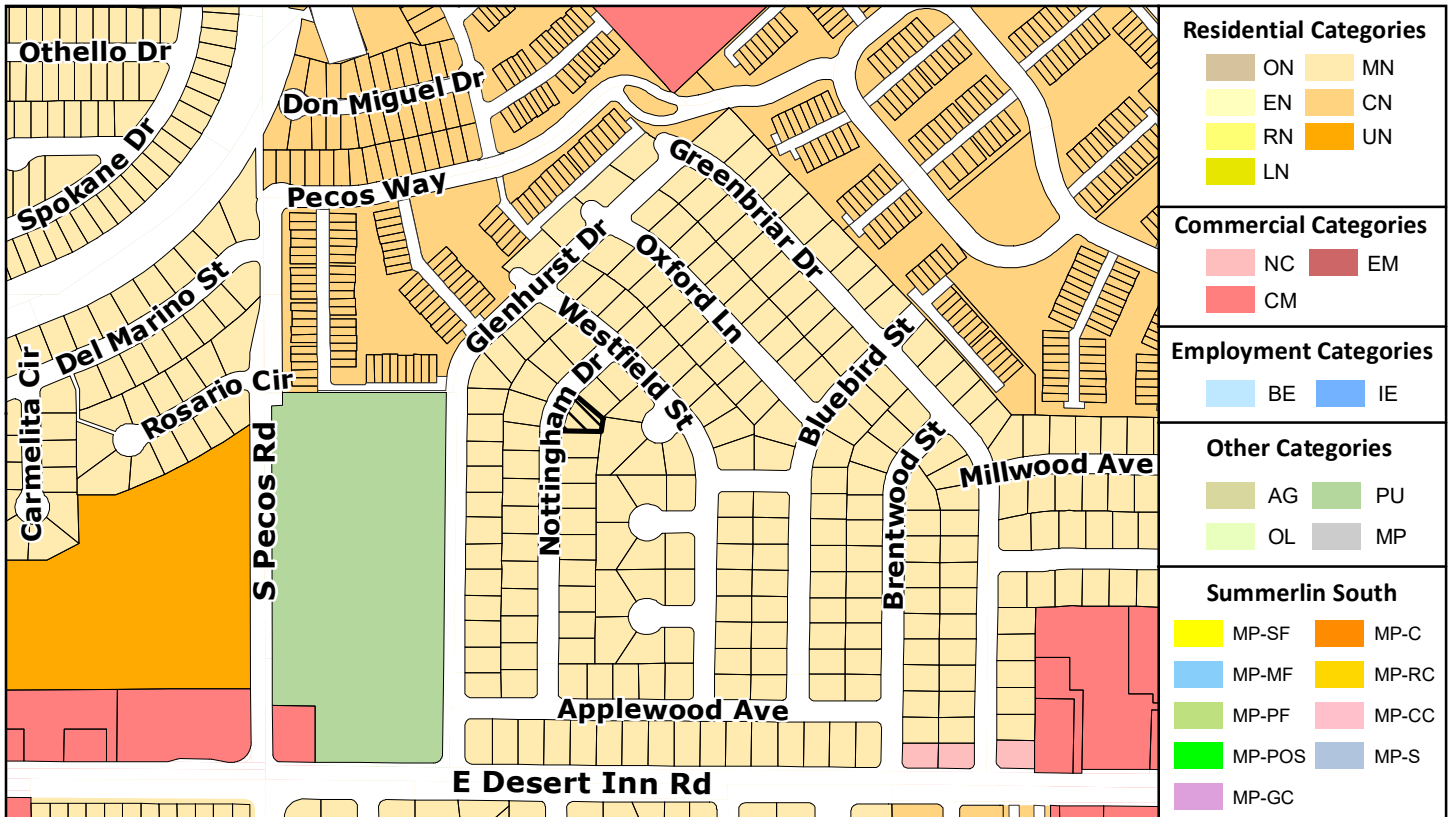 Othello Dr
Don Miguel Dr
Spokane Dr
Pecos Way
Greenbriar Dr
Glenhurst Dr
Oxford Ln
Del Marino St
Westfield St
Bluebird St
Carmelita Cir
Rosario Cir
Nottingham Dr
S Pecos Rd
Brentwood St
Millwood Ave
Applewood Ave
E Desert Inn Rd
Residential Categories
ON MN
EN CN
RN UN
LN
Commercial Categories
NC EM
CM
Employment Categories
BE IE
Other Categories
AG PU
OL MP
Summerlin South
MP-SF MP-C
MP-MF MP-RC
MP-PF MP-CC
MP-POS MP-S
MP-GC